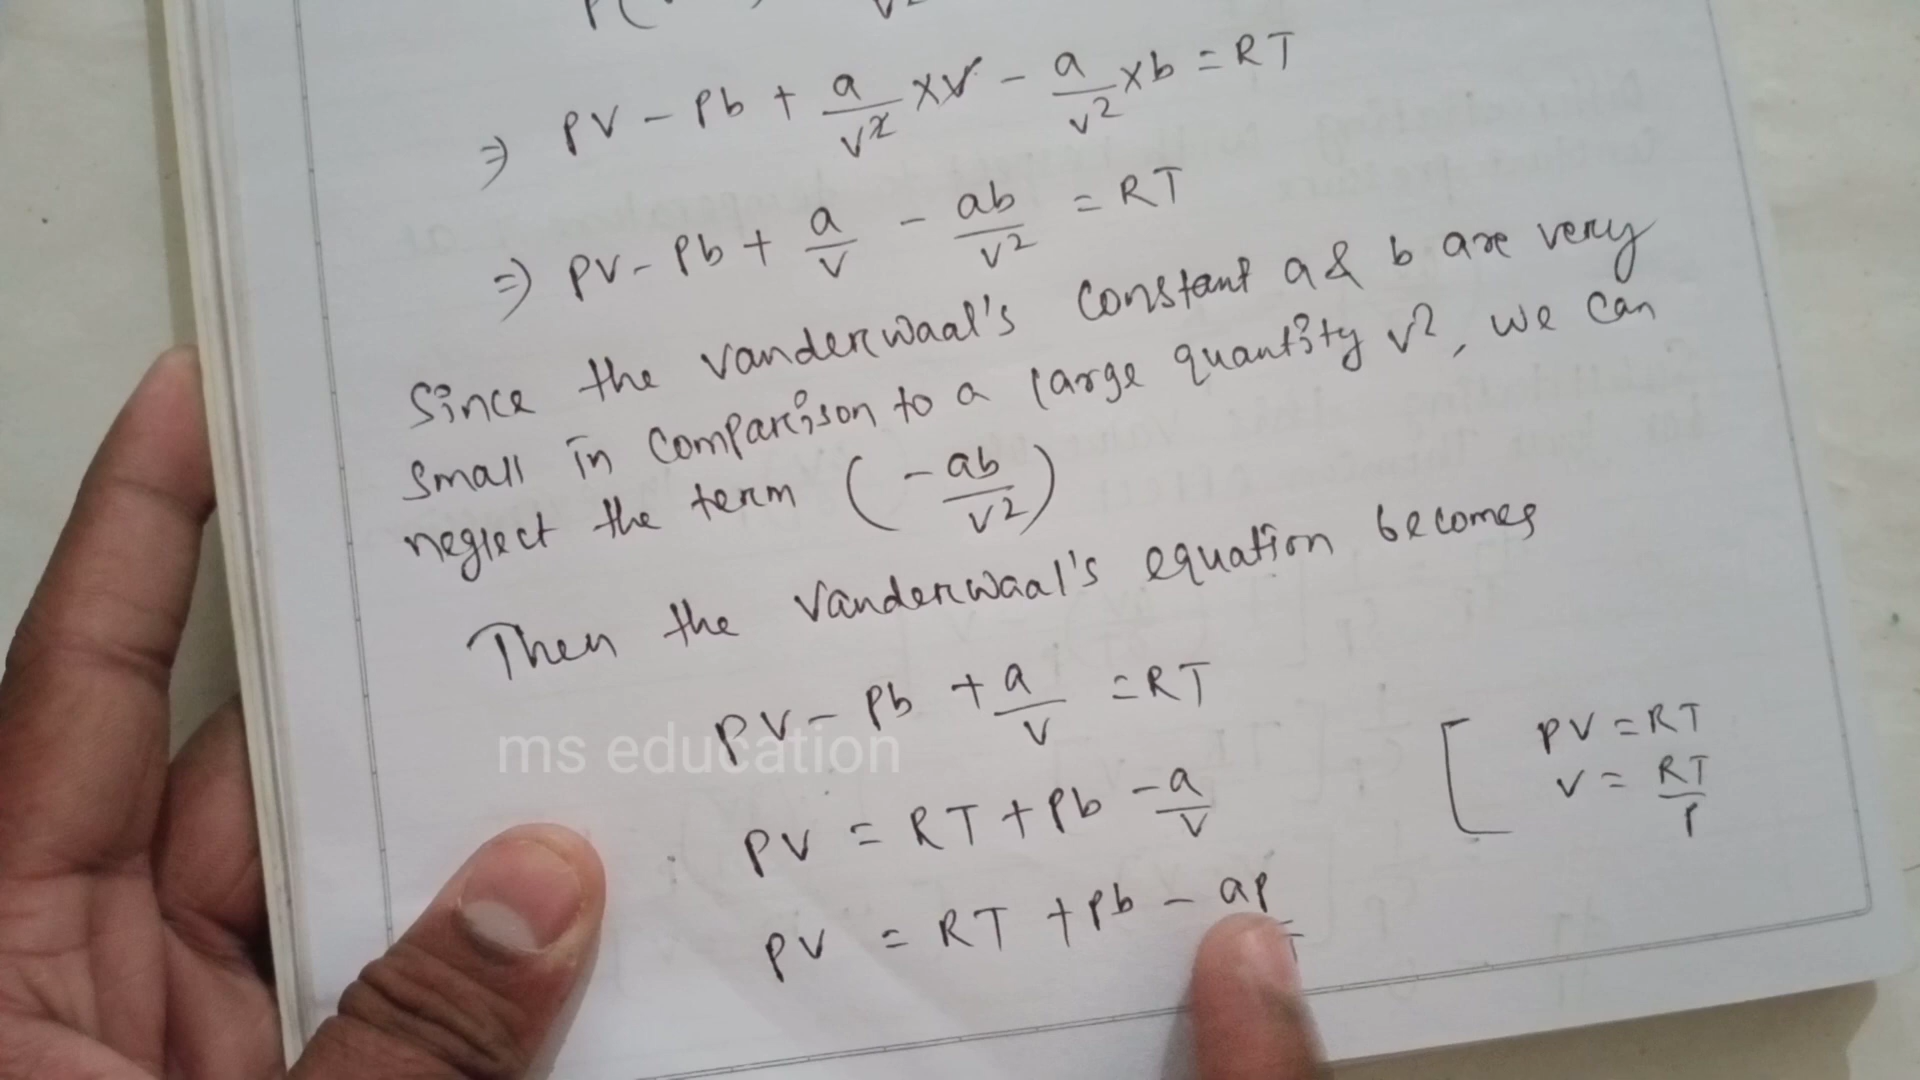 ⇒ PV - Pb + a/v² × v - a/v² × b = RT
⇒ PV - Pb + a/v - ab/v² = RT
Since the vanderwaal's constant a & b are very
small in comparison to a large quantity v², we can
neglect the term (-ab/v²)
Then the vanderwaal's equation becomes
PV - Pb + a/v = RT
PV = RT
PV = RT + Pb - a/v
V = RT/P
PV = RT + Pb - aP
ms education